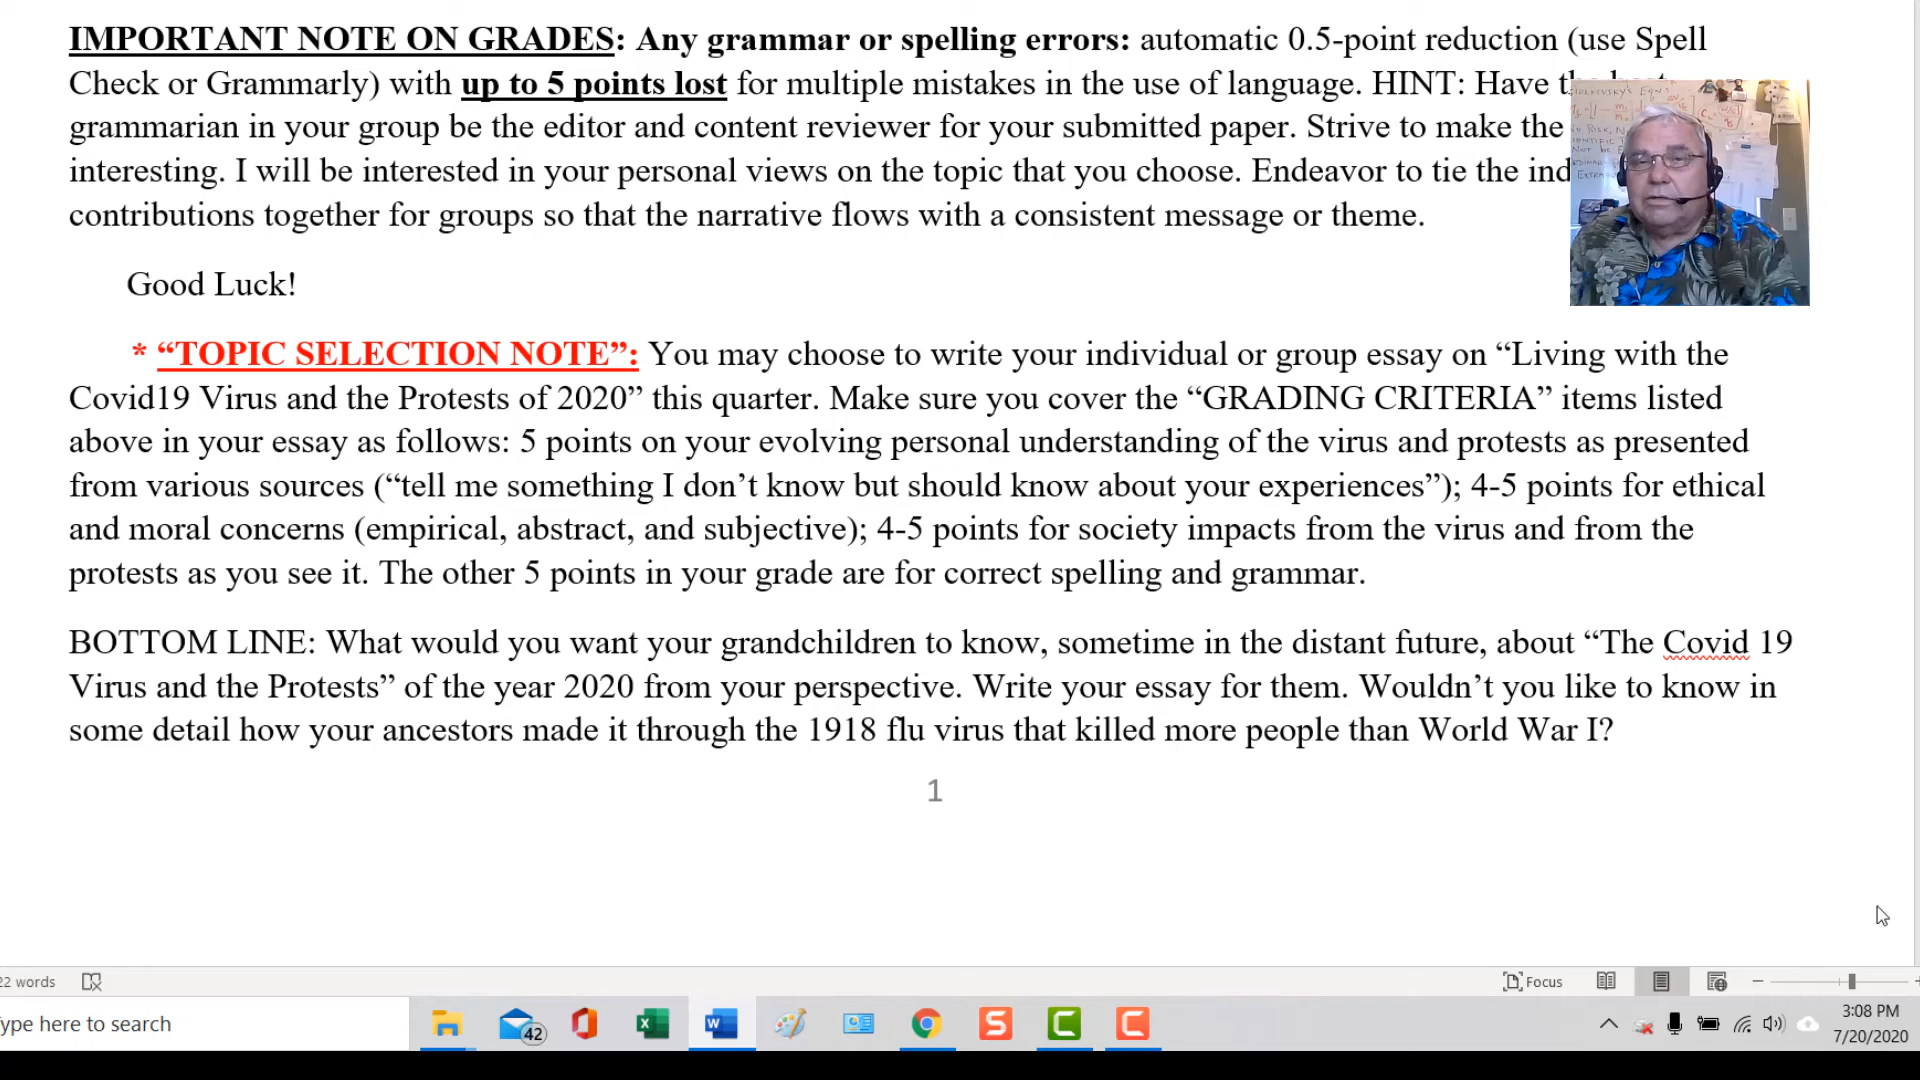 IMPORTANT NOTE ON GRADES: Any grammar or spelling errors: automatic 0.5-point reduction (use Spell
Check or Grammarly) with up to 5 points lost for multiple mistakes in the use of language. HINT: Have
grammarian in your group be the editor and content reviewer for your submitted paper. Strive to make the
interesting. I will be interested in your personal views on the topic that you choose. Endeavor to tie the
contributions together for groups so that the narrative flows with a consistent message or theme.
Good Luck!
* “TOPIC SELECTION NOTE”: You may choose to write your individual or group essay on “Living with the
Covid19 Virus and the Protests of 2020” this quarter. Make sure you cover the “GRADING CRITERIA” items listed
above in your essay as follows: 5 points on your evolving personal understanding of the virus and protests as presented
from various sources (“tell me something I don’t know but should know about your experiences”); 4-5 points for ethical
and moral concerns (empirical, abstract, and subjective); 4-5 points for society impacts from the virus and from the
protests as you see it. The other 5 points in your grade are for correct spelling and grammar.
BOTTOM LINE: What would you want your grandchildren to know, sometime in the distant future, about “The Covid 19
Virus and the Protests” of the year 2020 from your perspective. Write your essay for them. Wouldn’t you like to know in
some detail how your ancestors made it through the 1918 flu virus that killed more people than World War I?
1
22 words
Focus
ype here to search
42
3:08 PM
7/20/2020